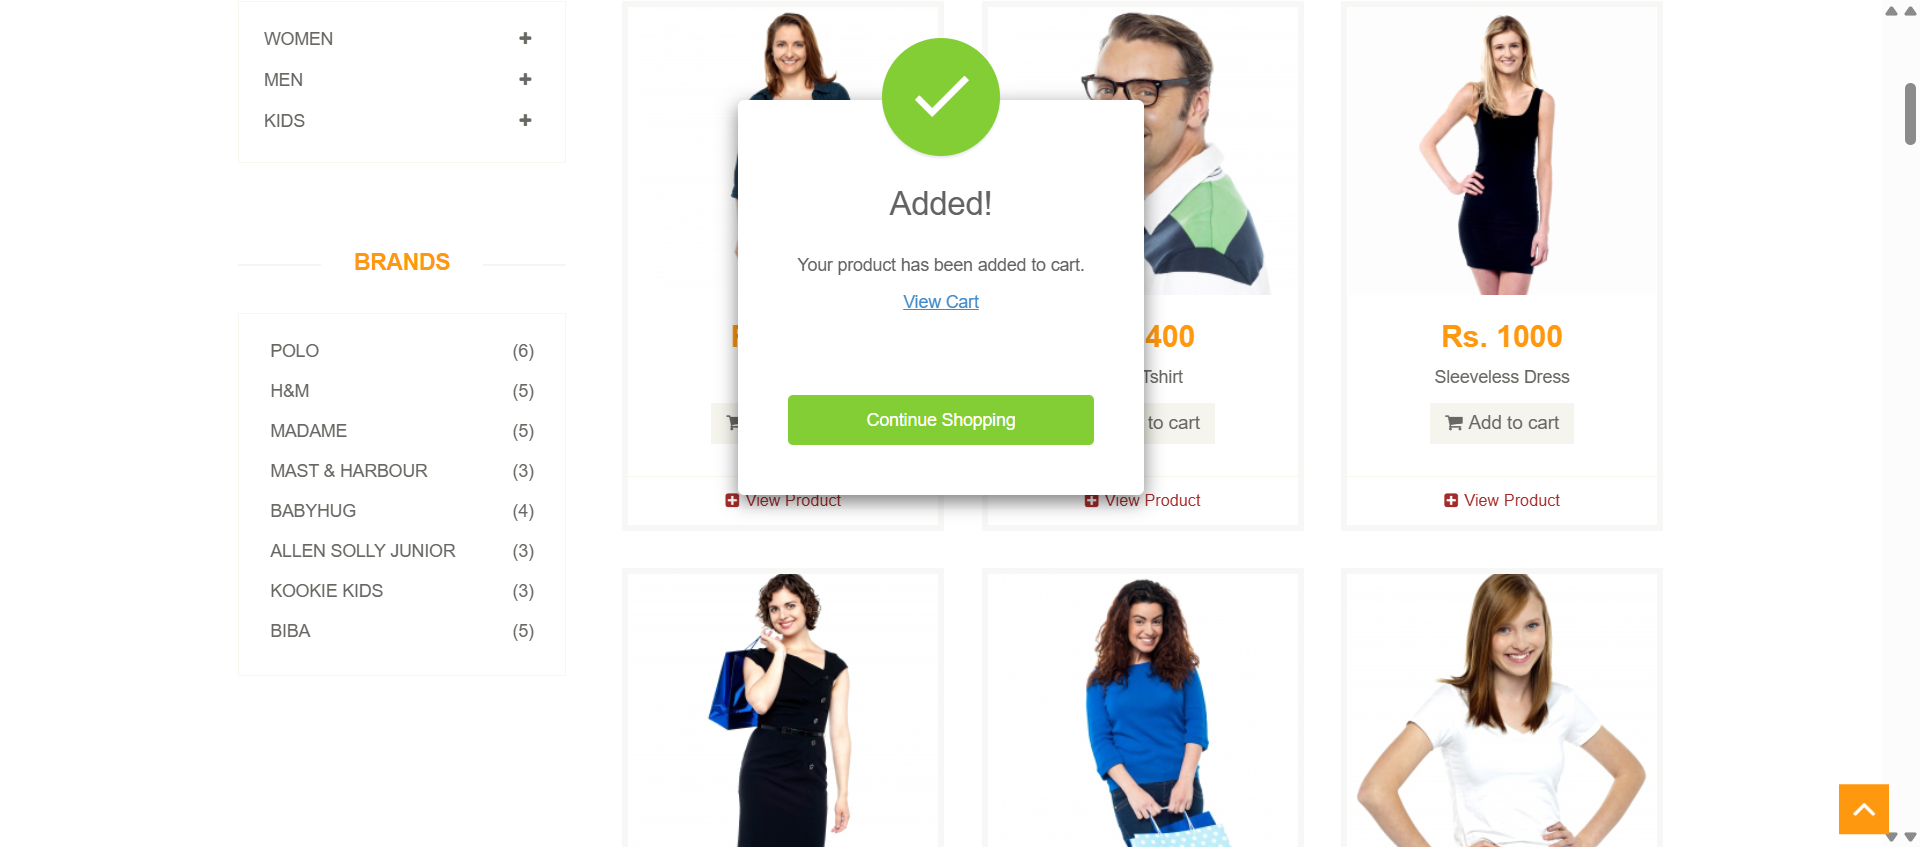 WOMEN
MEN
KIDS
BRANDS
POLO (6)
H&M (5)
MADAME (5)
MAST & HARBOUR (3)
BABYHUG (4)
ALLEN SOLLY JUNIOR (3)
KOOKIE KIDS (3)
BIBA (5)
Added!
Your product has been added to cart.
View Cart
Continue Shopping
View Product
400
Tshirt
to cart
View Product
Rs. 1000
Sleeveless Dress
Add to cart
View Product